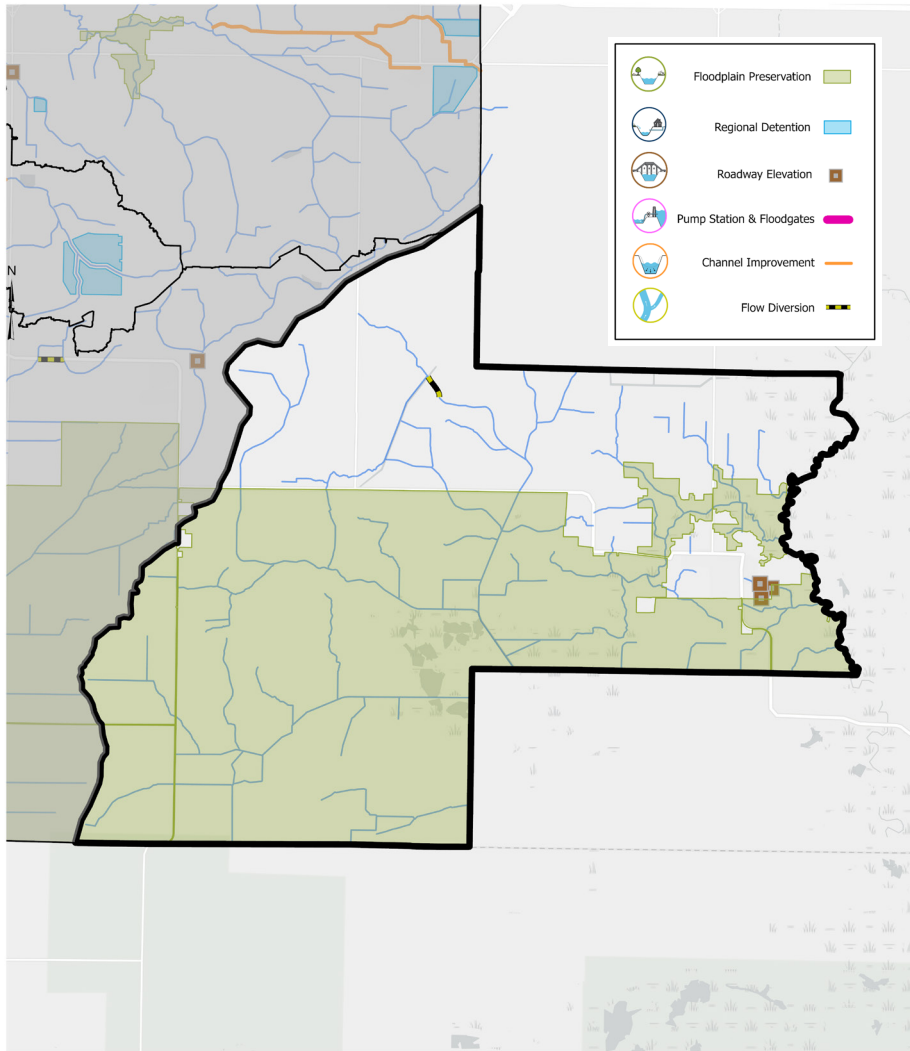 Floodplain Preservation
Regional Detention
Roadway Elevation
Pump Station & Floodgates
Channel Improvement
Flow Diversion
N